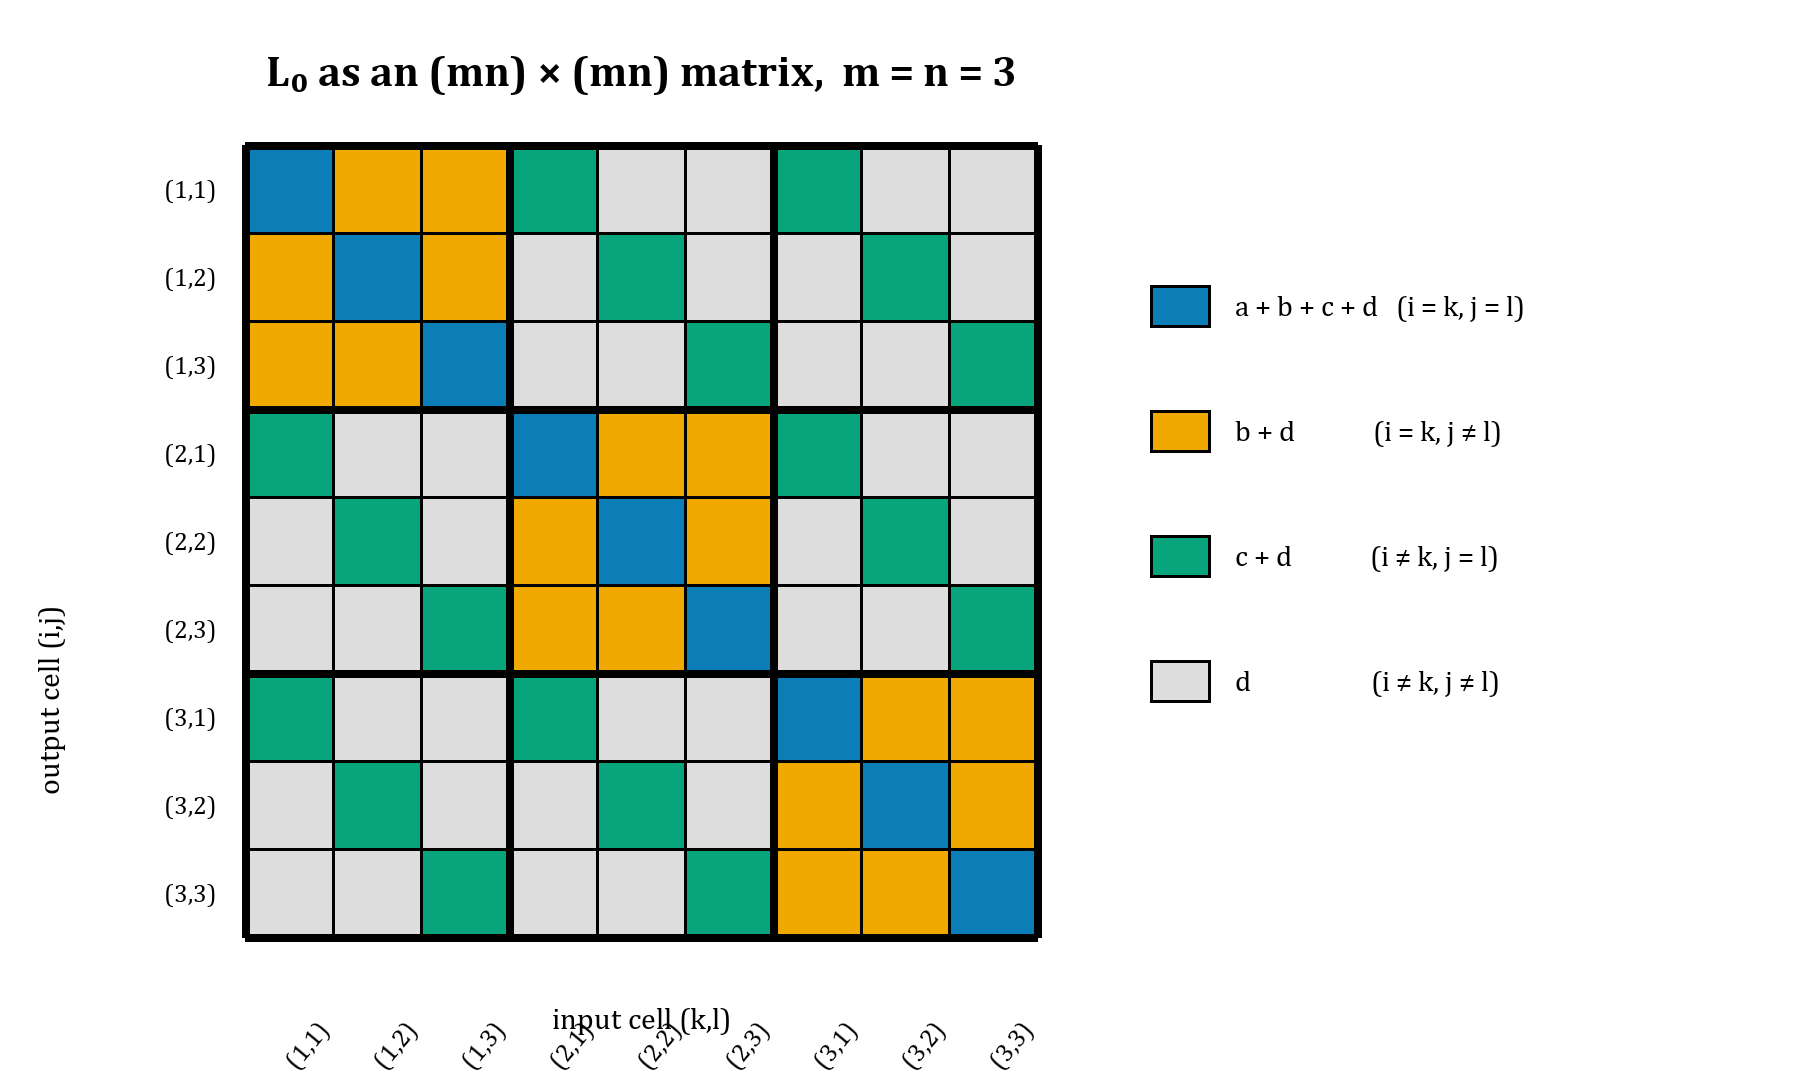 L₀ as an (mn) × (mn) matrix, m = n = 3
(1,1)
(1,2)
(1,3)
(2,1)
(2,2)
(2,3)
(3,1)
(3,2)
(3,3)
output cell (i,j)
a + b + c + d (i = k, j = l)
b + d (i = k, j ≠ l)
c + d (i ≠ k, j = l)
d (i ≠ k, j ≠ l)
input cell (k,l)
(1,1)
(1,2)
(1,3)
(2,1)
(2,2)
(2,3)
(3,1)
(3,2)
(3,3)